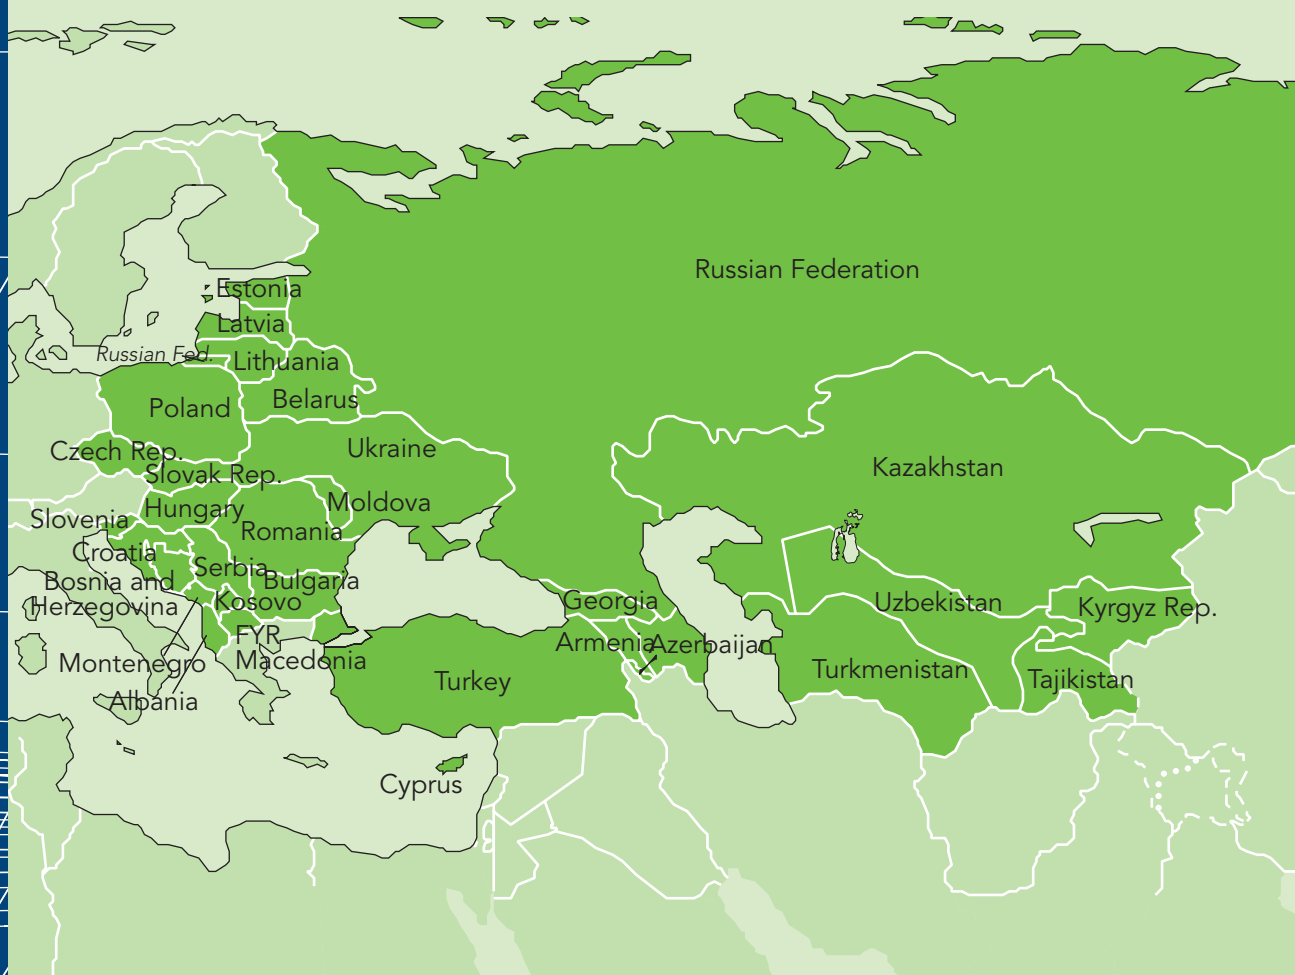 Russian Federation
Estonia
Latvia
Russian Fed.
Lithuania
Belarus
Poland
Ukraine
Czech Rep.
Kazakhstan
Slovak Rep.
Moldova
Hungary
Slovenia
Romania
Croatia
Serbia
Bosnia and
Herzegovina
Bulgaria
Kosovo
Georgia
Uzbekistan
Kyrgyz Rep.
FYR
Macedonia
Armenia
Azerbaijan
Montenegro
Turkmenistan
Tajikistan
Turkey
Albania
Cyprus